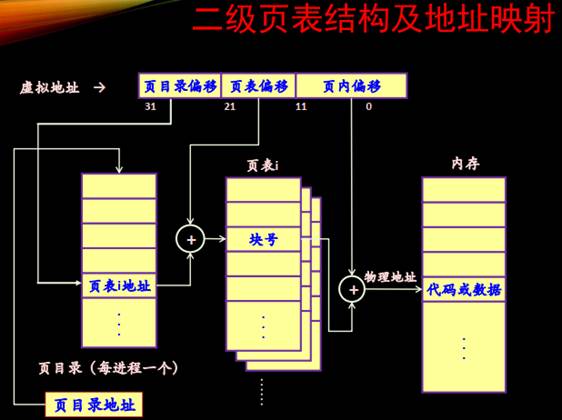 二级页表结构及地址映射
虚拟地址 → 页目录偏移 页表偏移 页内偏移
31 21 11 0
页表i
内存
+
块号
物理地址
页表i地址
+
代码或数据
页目录（每进程一个）
页目录地址